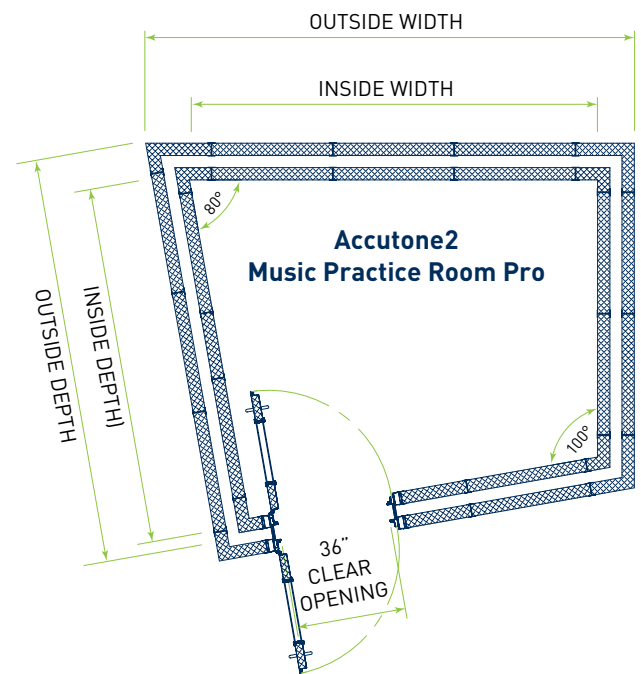 OUTSIDE WIDTH
INSIDE WIDTH
80°
Accutone2
Music Practice Room Pro
OUTSIDE DEPTH
INSIDE DEPTH)
100°
36”
CLEAR
OPENING